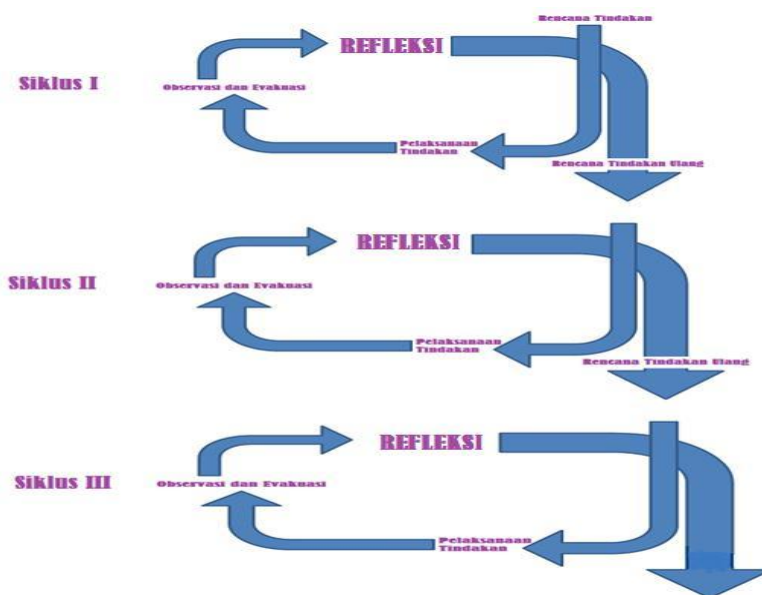 Rencana Tindakan
REFLEKSI
Siklus I
Observasi dan Evaknasi
Pelaksanaan
Tindakan
Rencana Tindakan Ulang
REFLEKSI
Siklus II
Observasi dan Evaknasi
Pelaksanaan
Tindakan
Rencana Tindakan Ulang
REFLEKSI
Siklus III
Observasi dan Evaknasi
Pelaksanaan
Tindakan